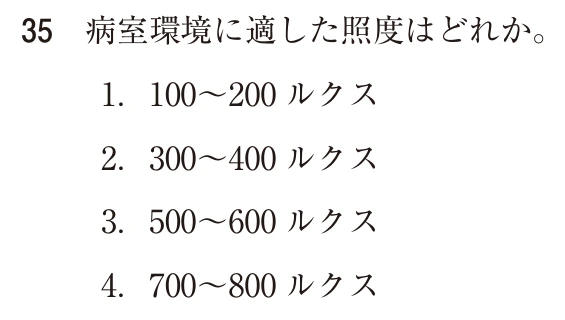 35 病室環境に適した照度はどれか。
1. 100〜200 ルクス
2. 300〜400 ルクス
3. 500〜600 ルクス
4. 700〜800 ルクス